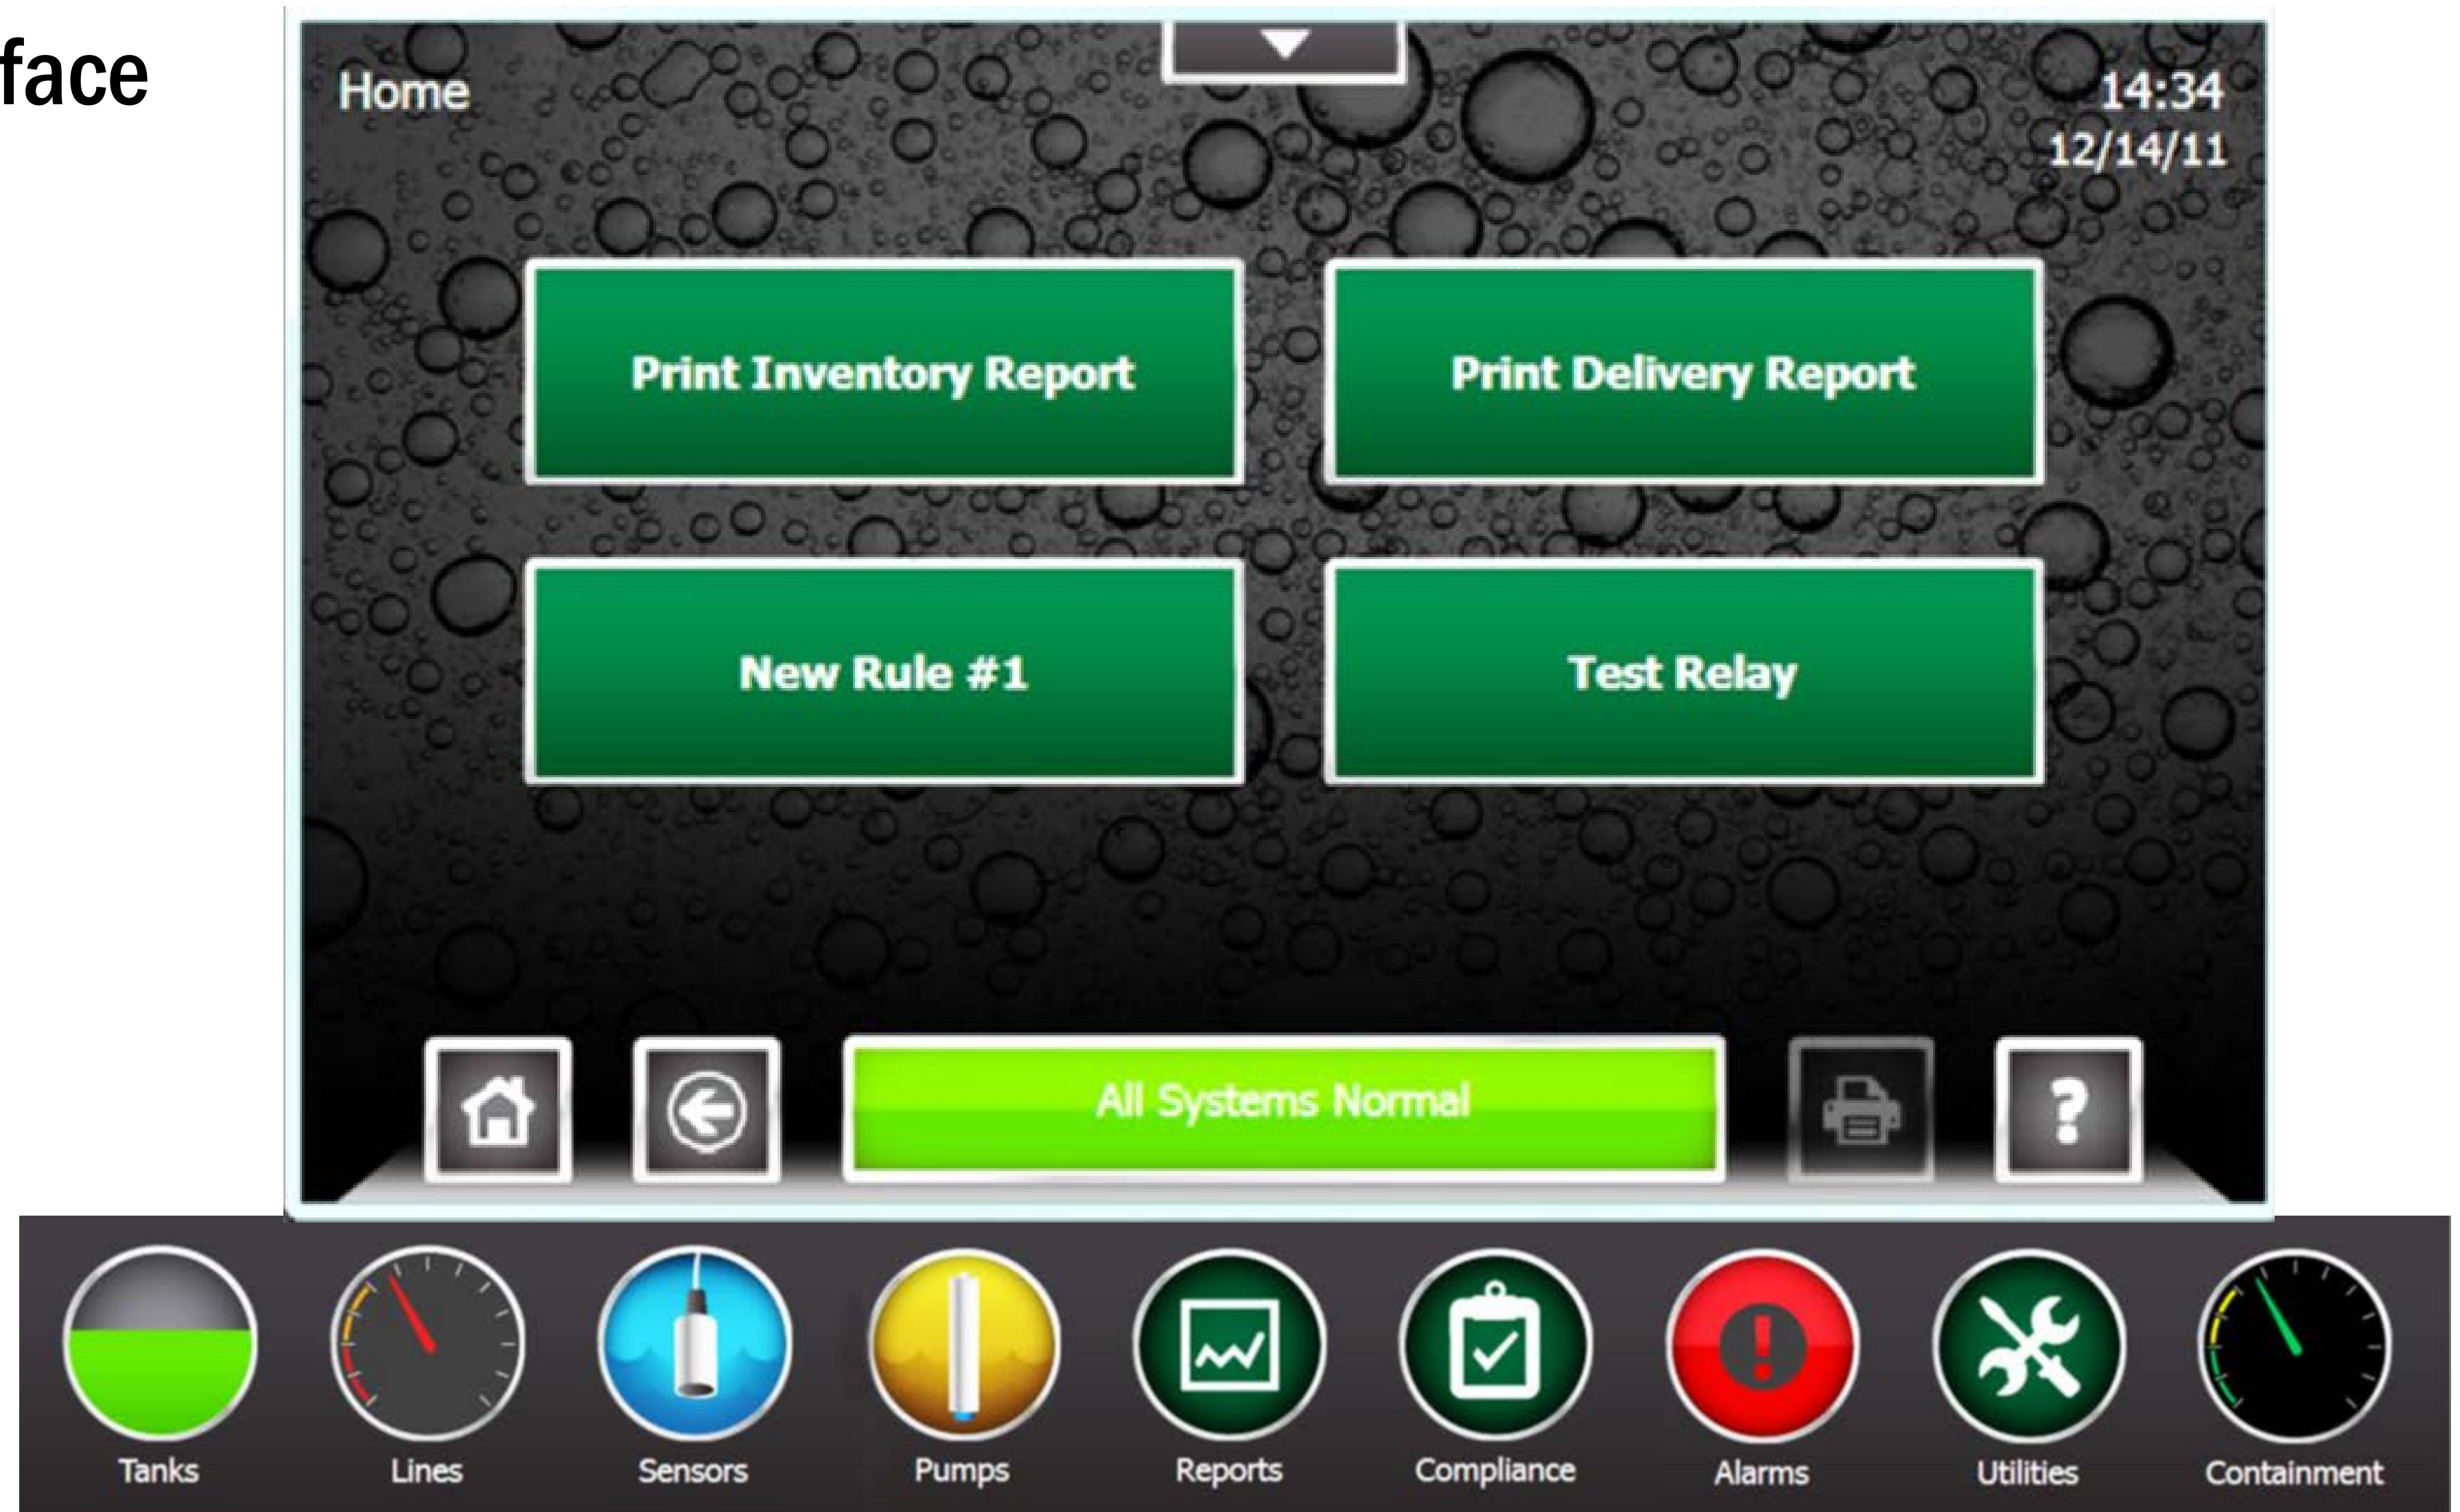 face
Home
14:34
12/14/11
Print Inventory Report
Print Delivery Report
New Rule #1
Test Relay
All Systems Normal
?
Tanks
Lines
Sensors
Pumps
Reports
Compliance
Alarms
Utilities
Containment